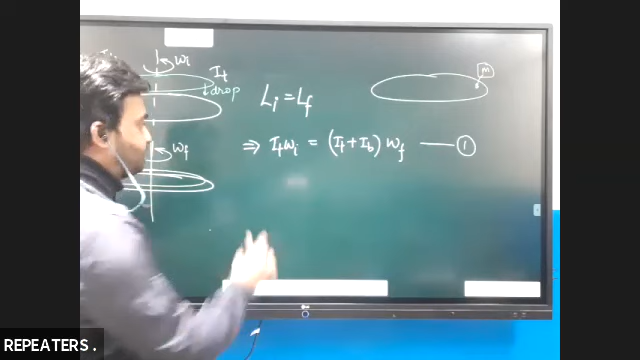 ωi
It
↓drop
m
Li = Lf
ωf
⇒ Itωi = (It + Ib) ωf —— ①
REPEATERS .